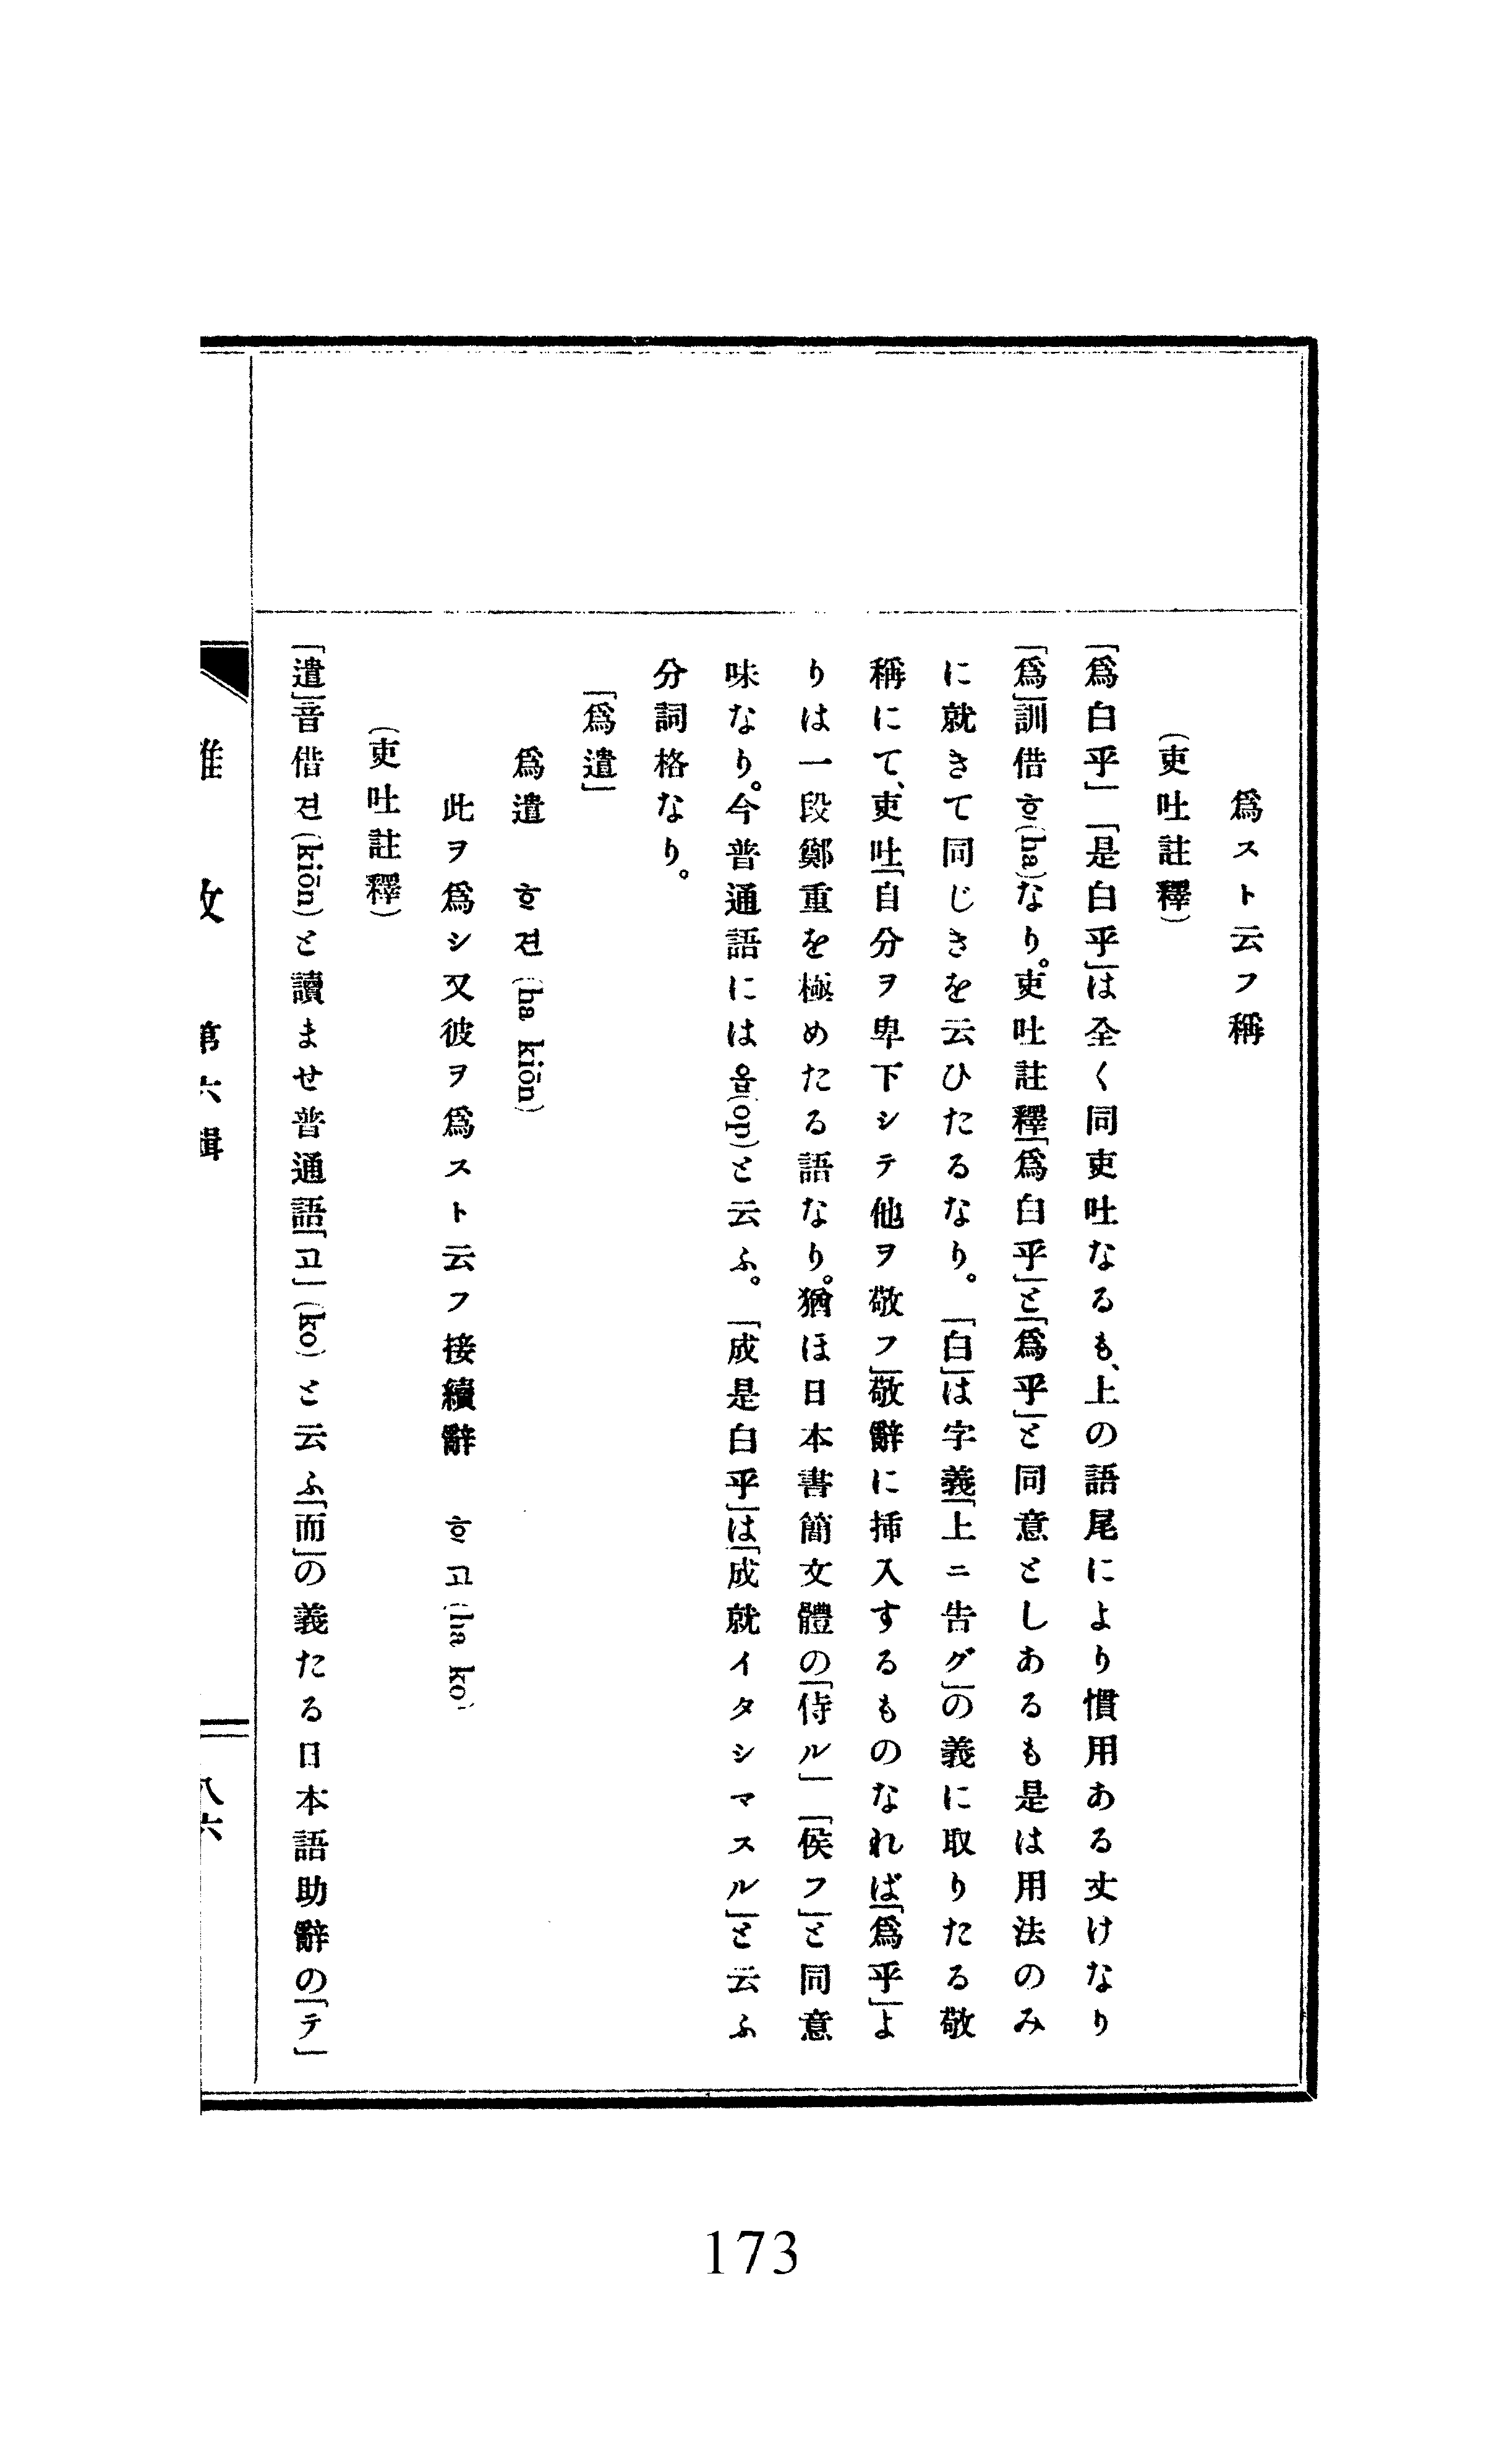 爲スト云フ稱
（吏吐註釋）
「爲白乎」「是白乎」は全く同吏吐なるも、上の語尾により慣用ある丈けなり
「爲」訓借ᄒᆞ(ha)なり。吏吐註釋「爲白乎」と「爲乎」と同意としあるも是は用法のみ
に就きて同じきを云ひたるなり。「白」は字義「上ニ告グ」の義に取りたる敬
稱にて、吏吐「自分ヲ卑下シテ他ヲ敬フ」敬辭に挿入するものなれば「爲乎」よ
りは一段鄭重を極めたる語なり。猶ほ日本書簡文體の「侍ル」「候フ」と同意
味なり。今普通語には옵(op)と云ふ。「成是白乎」は「成就イタシマスル」と云ふ
分詞格なり。
「爲遣」
爲遣　ᄒᆞ견(ha kiŏn)
此ヲ爲シ又彼ヲ爲スト云フ接續辭　ᄒᆞ고(ha ko)
（吏吐註釋）
「遣」音借견(kiŏn)と讀ませ普通語「고」(ko)と云ふ「而」の義たる日本語助辭の「テ」
雜攷 第六輯
八六
173